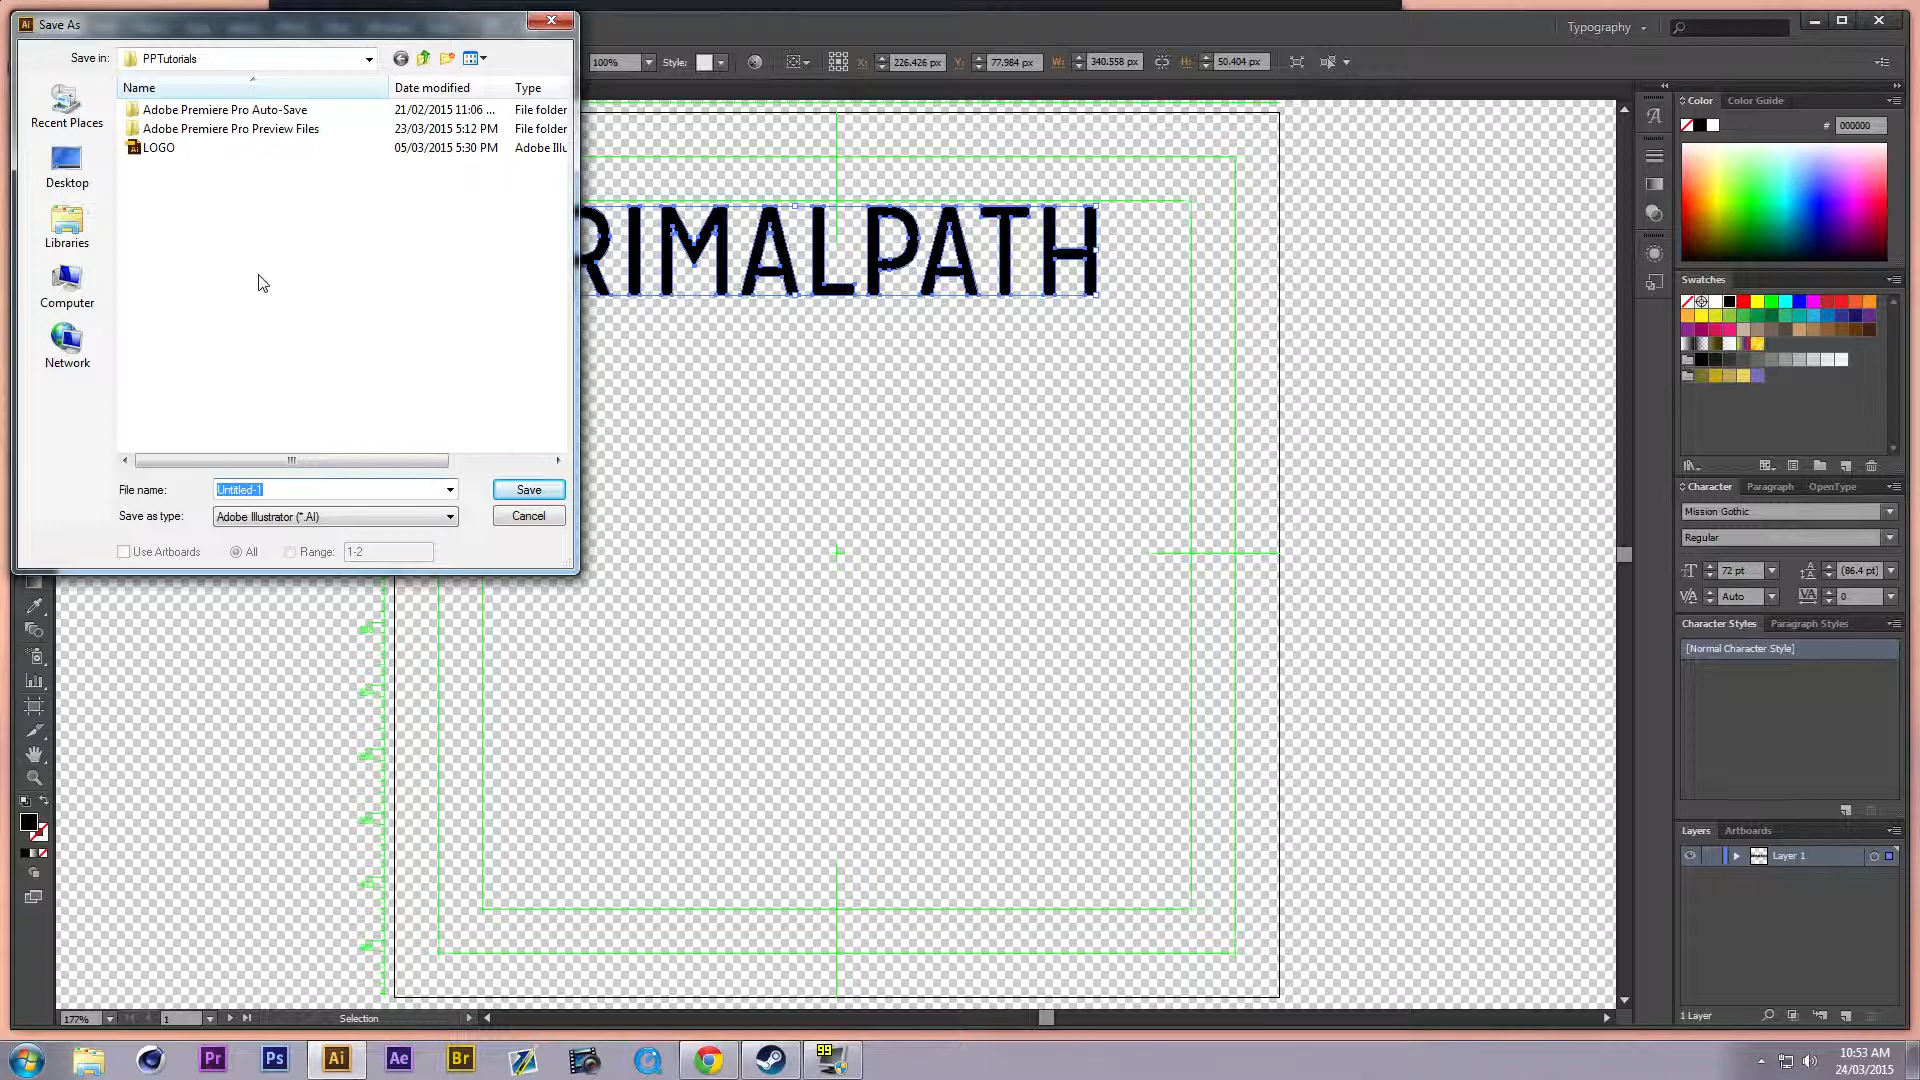 Ai Save As
Save in: PPTutorials
Name Date modified Type
Adobe Premiere Pro Auto-Save 21/02/2015 11:06 ... File folder
Adobe Premiere Pro Preview Files 23/03/2015 5:12 PM File folder
LOGO 05/03/2015 5:30 PM Adobe Illu
Recent Places
Desktop
Libraries
Computer
Network
File name: Untitled-1 Save
Save as type: Adobe Illustrator (*.AI) Cancel
Use Artboards All Range: 1-2
Typography
100% Style: X: 226.426 px Y: 77.984 px W: 340.558 px H: 50.404 px
RIMALPATH
Color Color Guide
# 000000
Swatches
Character Paragraph OpenType
Mission Gothic
Regular
72 pt (86.4 pt)
Auto 0
Character Styles Paragraph Styles
[Normal Character Style]
Layers Artboards
Layer 1
1 Layer
177% 1 Selection
Pr Ps Ai Ae Br 99
10:53 AM
24/03/2015